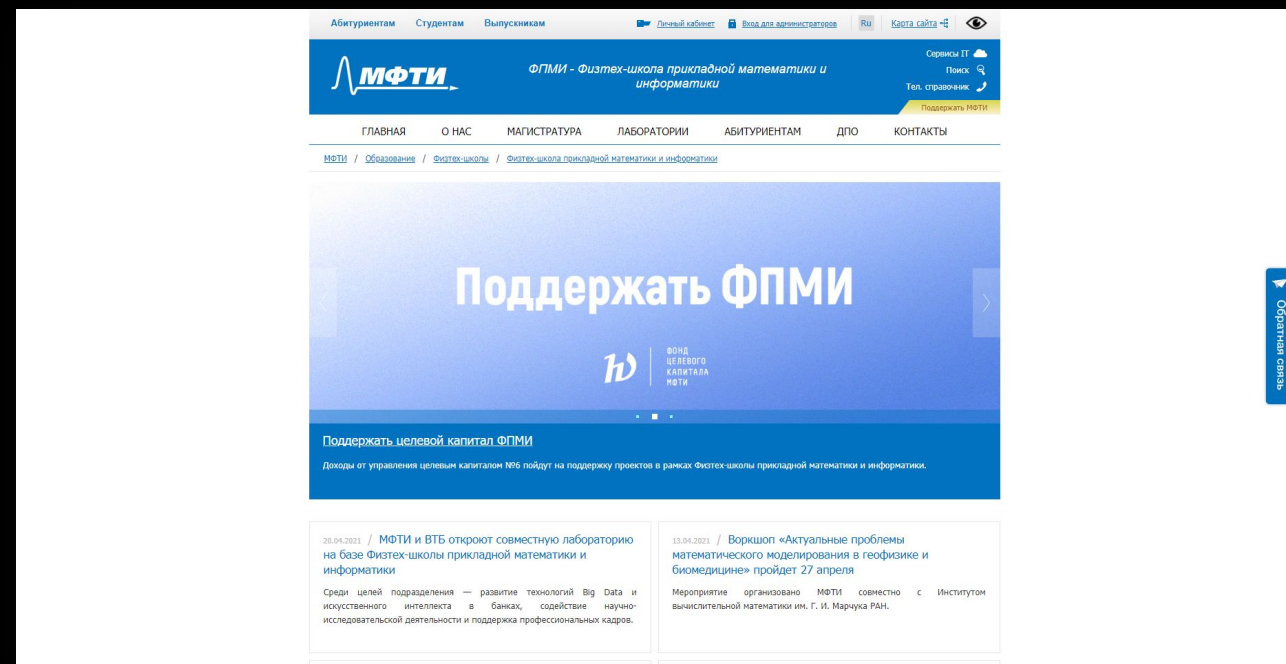 Абитуриентам Студентам Выпускникам Личный кабинет Вход для администраторов Ru Карта сайта
Сервисы IT
Поиск
Тел. справочник
Поддержать МФТИ
МФТИ
ФПМИ - Физтех-школа прикладной математики и
информатики
ГЛАВНАЯ О НАС МАГИСТРАТУРА ЛАБОРАТОРИИ АБИТУРИЕНТАМ ДПО КОНТАКТЫ
МФТИ / Образование / Физтех-школы / Физтех-школа прикладной математики и информатики
Поддержать ФПМИ
ФОНД
ЦЕЛЕВОГО
КАПИТАЛА
МФТИ
Обратная связь
Поддержать целевой капитал ФПМИ
Доходы от управления целевым капиталом №6 пойдут на поддержку проектов в рамках Физтех-школы прикладной математики и информатики.
20.04.2021 / МФТИ и ВТБ откроют совместную лабораторию
на базе Физтех-школы прикладной математики и
информатики
Среди целей подразделения — развитие технологий Big Data и
искусственного интеллекта в банках, содействие научно-
исследовательской деятельности и поддержка профессиональных кадров.
13.04.2021 / Воркшоп «Актуальные проблемы
математического моделирования в геофизике и
биомедицине» пройдет 27 апреля
Мероприятие организовано МФТИ совместно с Институтом
вычислительной математики им. Г. И. Марчука РАН.